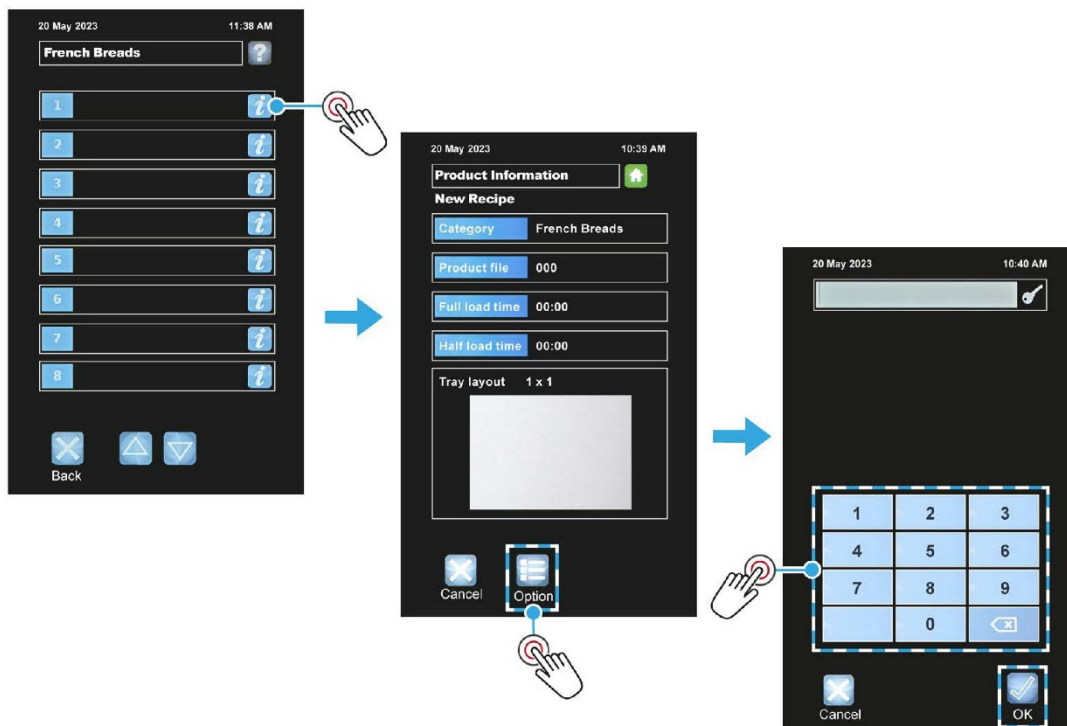 20 May 2023 11:38 AM
French Breads ?
1 i
2 i
3 i
4 i
5 i
6 i
7 i
8 i
Back
20 May 2023 10:39 AM
Product Information
New Recipe
Category French Breads
Product file 000
Full load time 00:00
Half load time 00:00
Tray layout 1 x 1
Cancel Option
20 May 2023 10:40 AM
1 2 3
4 5 6
7 8 9
0
Cancel OK